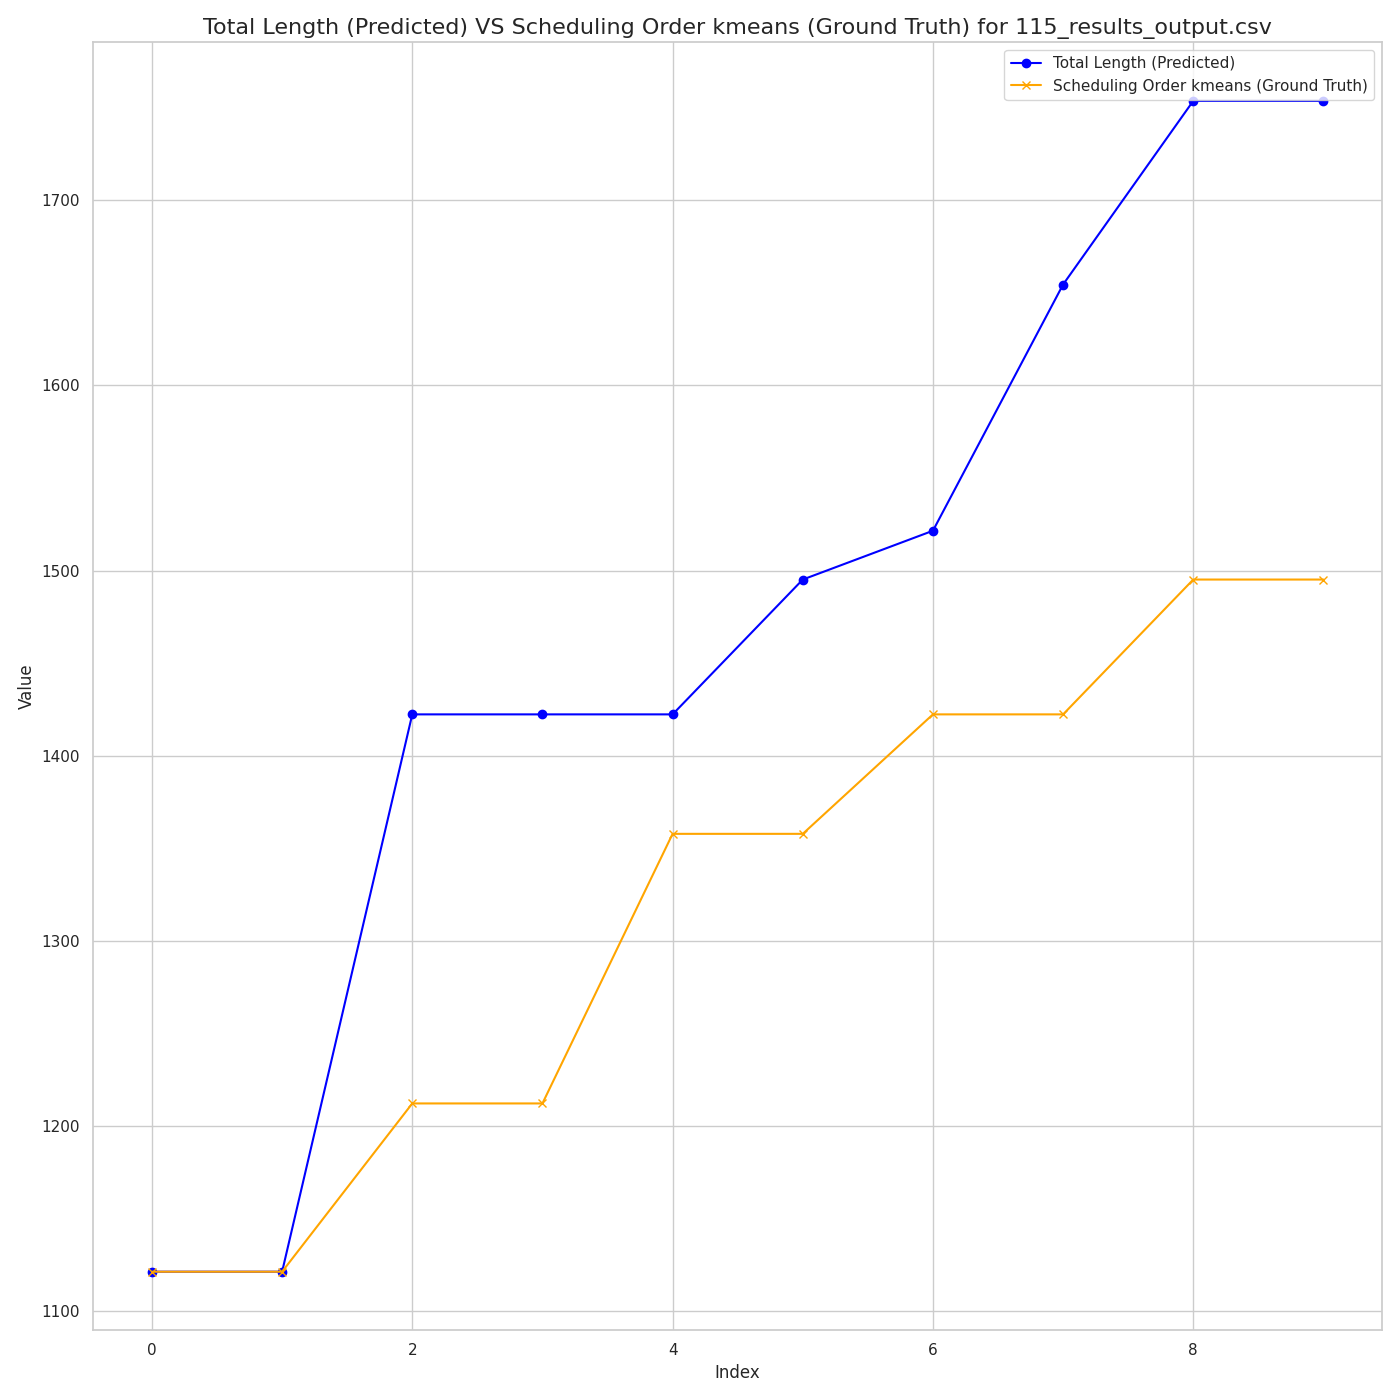 Total Length (Predicted) VS Scheduling Order kmeans (Ground Truth) for 115_results_output.csv
Total Length (Predicted)
Scheduling Order kmeans (Ground Truth)
1700
1600
1500
1400
1300
1200
1100
Value
0 2 4 6 8
Index